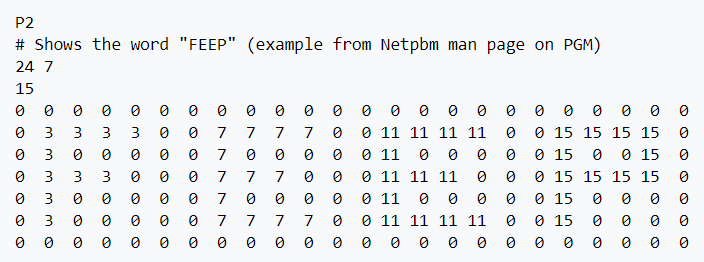 P2
# Shows the word "FEEP" (example from Netpbm man page on PGM)
24 7
15
0  0  0  0  0  0  0  0  0  0  0  0  0  0  0  0  0  0  0  0  0  0  0  0
0  3  3  3  3  0  0  7  7  7  7  0  0 11 11 11 11  0  0 15 15 15 15  0
0  3  0  0  0  0  0  7  0  0  0  0  0 11  0  0  0  0  0 15  0  0 15  0
0  3  3  3  0  0  0  7  7  7  0  0  0 11 11 11  0  0  0 15 15 15 15  0
0  3  0  0  0  0  0  7  0  0  0  0  0 11  0  0  0  0  0 15  0  0  0  0
0  3  0  0  0  0  0  7  7  7  7  0  0 11 11 11 11  0  0 15  0  0  0  0
0  0  0  0  0  0  0  0  0  0  0  0  0  0  0  0  0  0  0  0  0  0  0  0